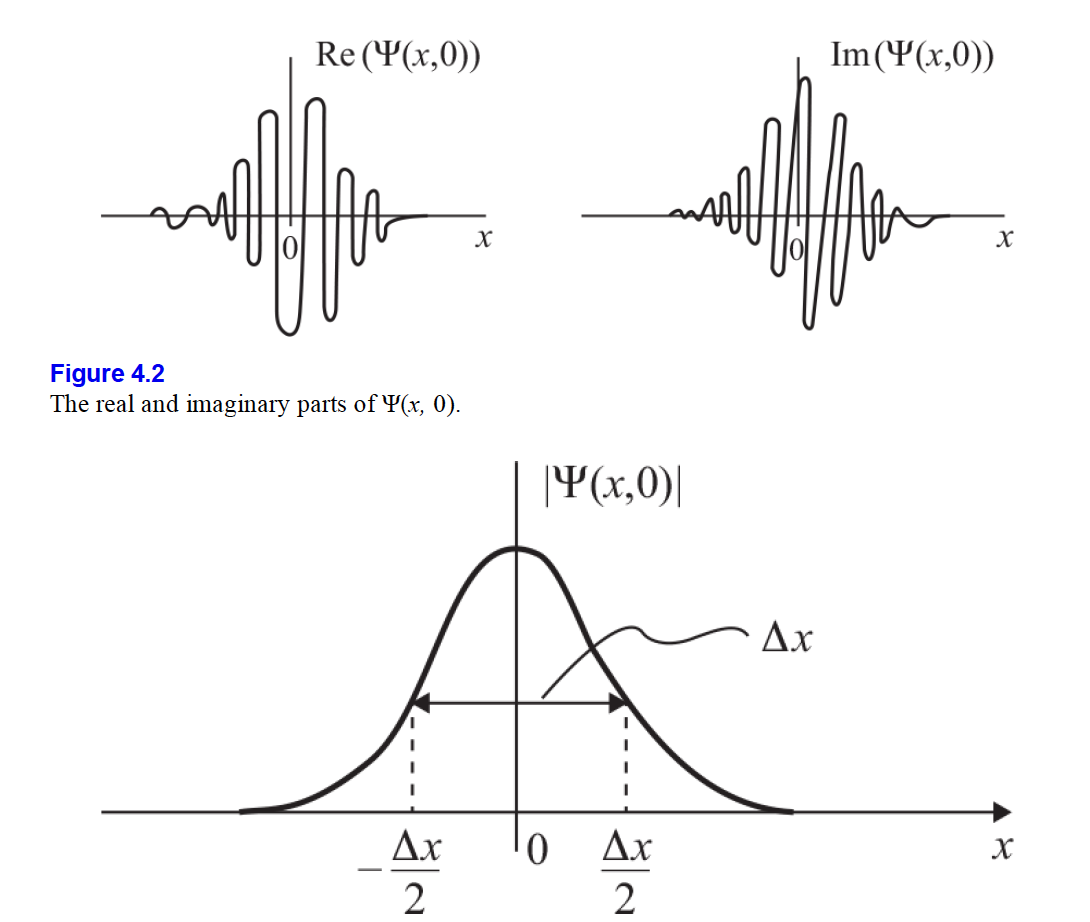 Re (Ψ(x,0))
Im (Ψ(x,0))
0
x
0
x
Figure 4.2
The real and imaginary parts of Ψ(x, 0).
|Ψ(x,0)|
Δx
− Δx/2
0
Δx/2
x